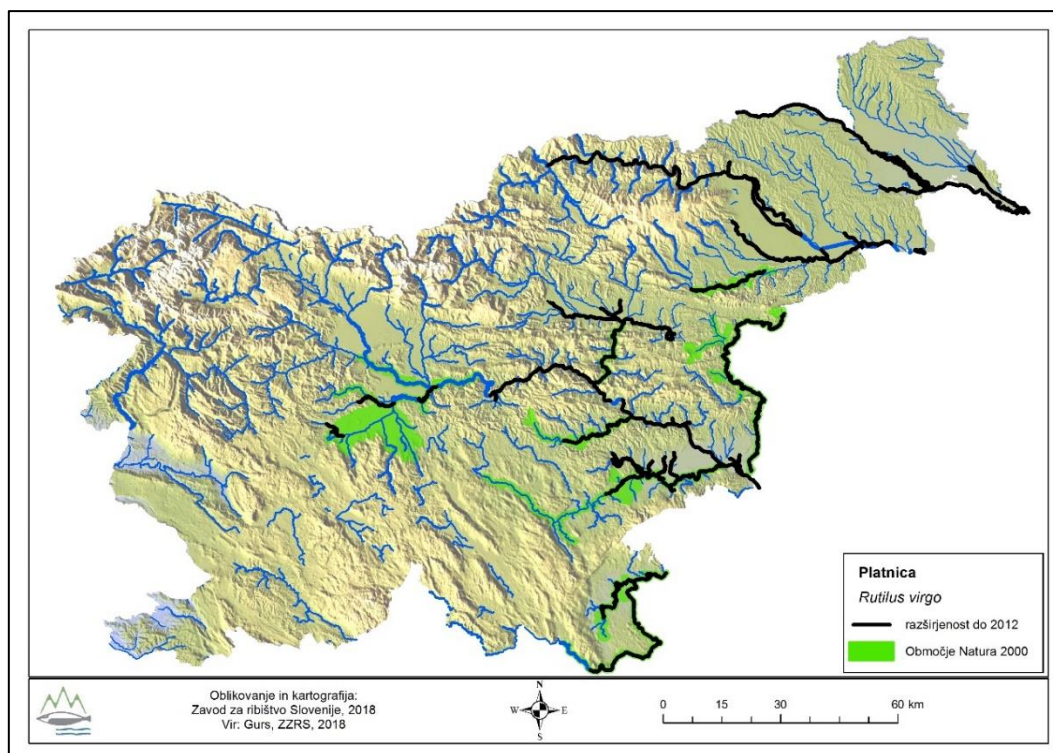 Platnica
Rutilus virgo
razširjenost do 2012
Območje Natura 2000
Oblikovanje in kartografija:
Zavod za ribištvo Slovenije, 2018
Vir: Gurs, ZZRS, 2018
N
W E
S
0 15 30 60 km